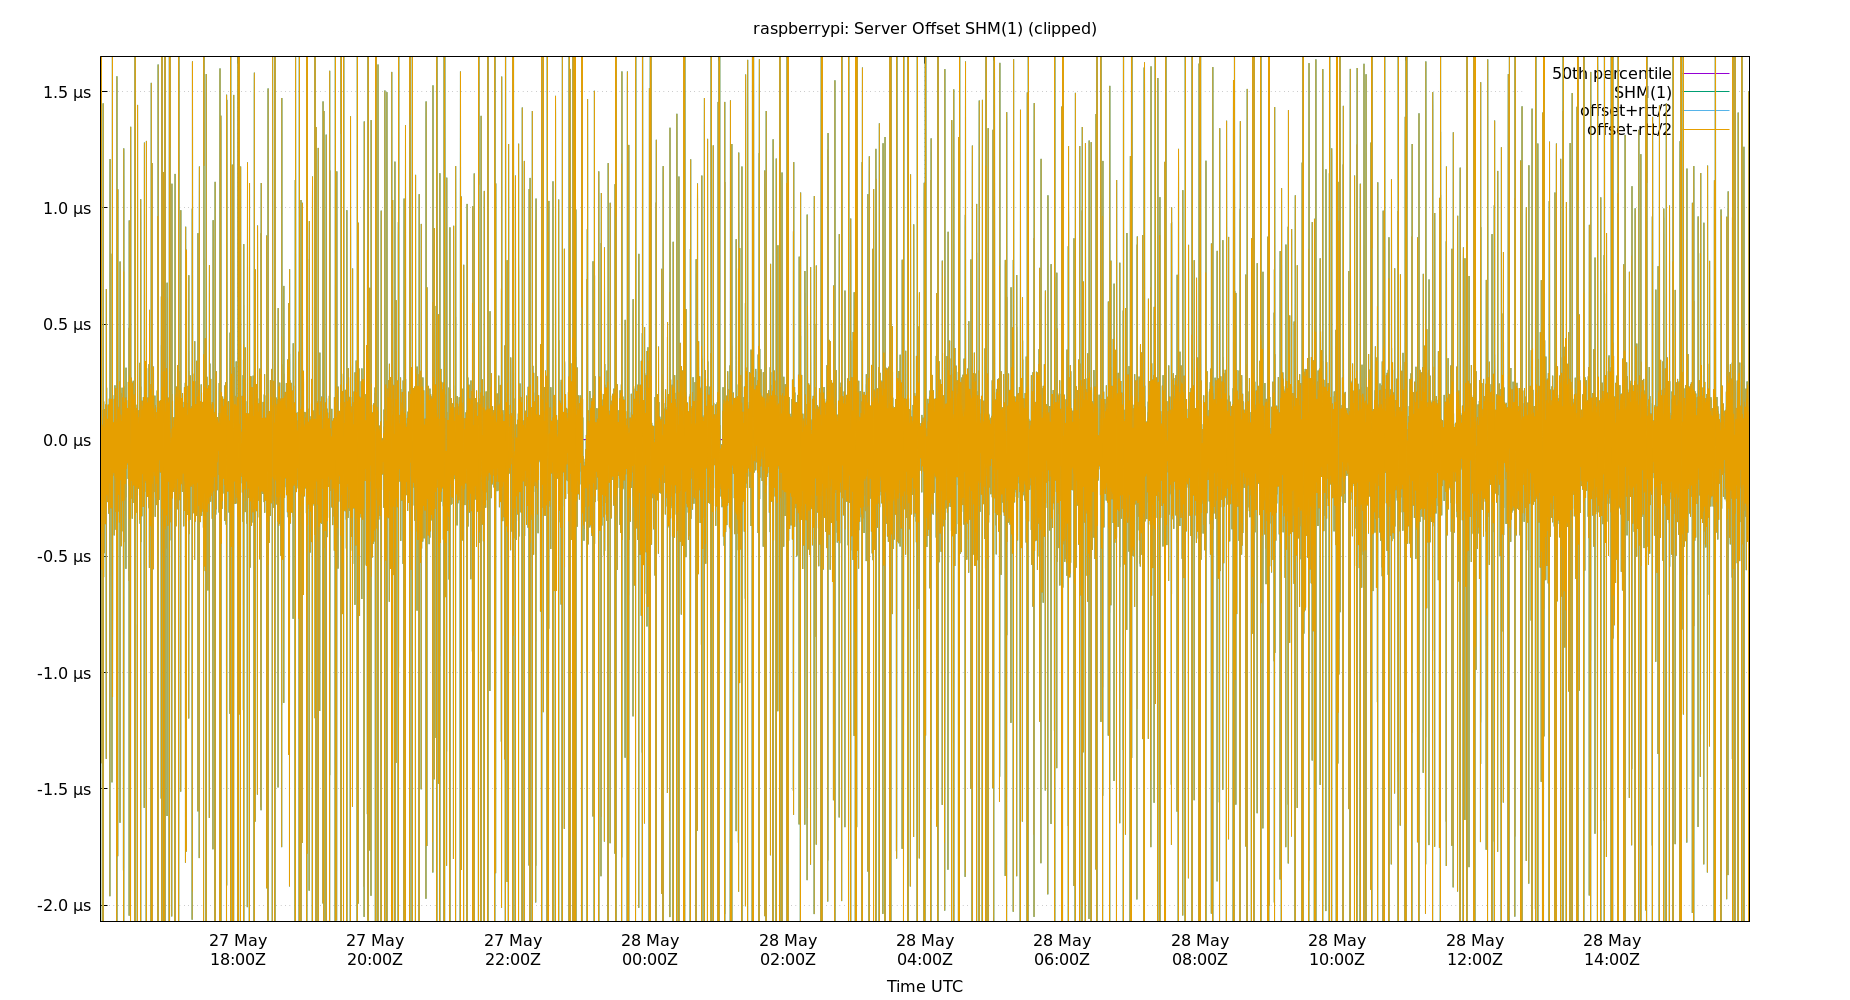 raspberrypi: Server Offset SHM(1) (clipped)
50th percentile
SHM(1)
offset+rtt/2
offset-rtt/2
1.5 µs
1.0 µs
0.5 µs
0.0 µs
-0.5 µs
-1.0 µs
-1.5 µs
-2.0 µs
27 May 27 May 27 May 28 May 28 May 28 May 28 May 28 May 28 May 28 May 28 May
18:00Z 20:00Z 22:00Z 00:00Z 02:00Z 04:00Z 06:00Z 08:00Z 10:00Z 12:00Z 14:00Z
Time UTC